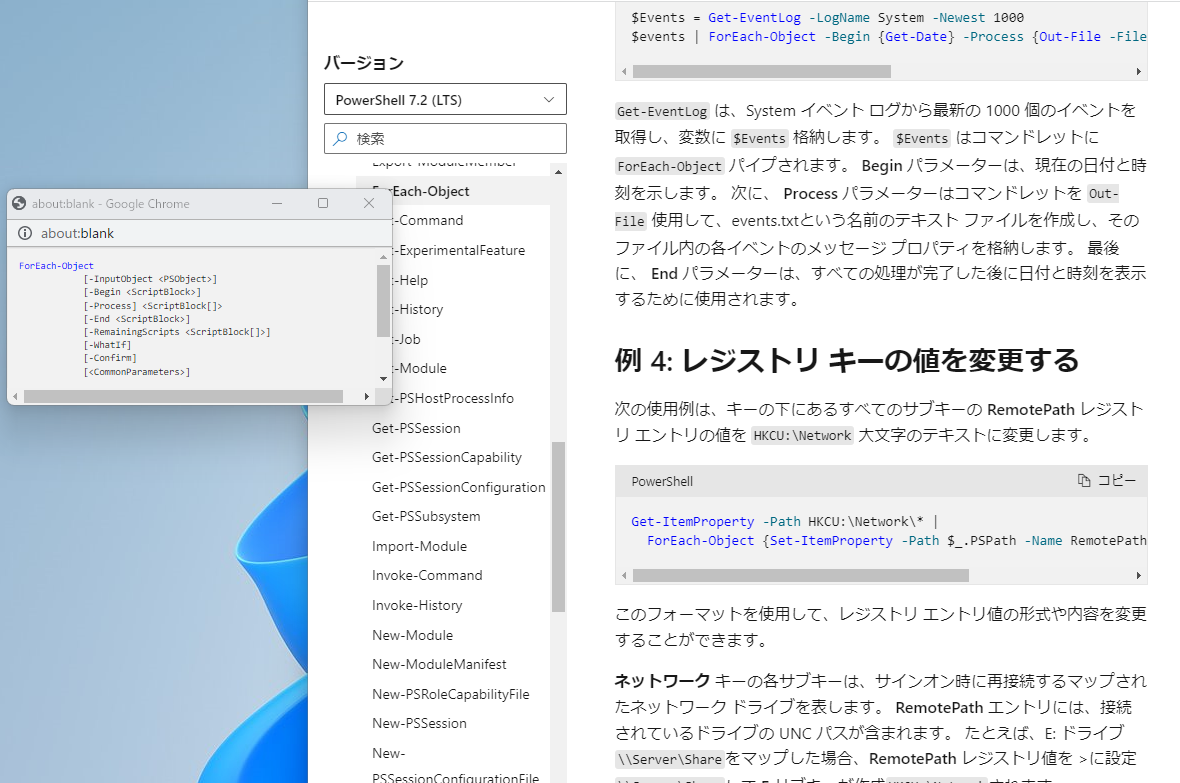 バージョン
PowerShell 7.2 (LTS)
検索
Export-ModuleMember
ForEach-Object
-Command
-ExperimentalFeature
-Help
-History
-Job
-Module
-PSHostProcessInfo
Get-PSSession
Get-PSSessionCapability
Get-PSSessionConfiguration
Get-PSSubsystem
Import-Module
Invoke-Command
Invoke-History
New-Module
New-ModuleManifest
New-PSRoleCapabilityFile
New-PSSession
New-
PSSessionConfigurationFile
about:blank - Google Chrome
about:blank
ForEach-Object
[-InputObject <PSObject>]
[-Begin <ScriptBlock>]
[-Process] <ScriptBlock[]>
[-End <ScriptBlock>]
[-RemainingScripts <ScriptBlock[]>]
[-WhatIf]
[-Confirm]
[<CommonParameters>]
$Events = Get-EventLog -LogName System -Newest 1000
$events | ForEach-Object -Begin {Get-Date} -Process {Out-File -File
Get-EventLog は、System イベント ログから最新の 1000 個のイベントを
取得し、変数に $Events 格納します。 $Events はコマンドレットに
ForEach-Object パイプされます。 Begin パラメーターは、現在の日付と時
刻を示します。 次に、 Process パラメーターはコマンドレットを Out-
File 使用して、events.txtという名前のテキスト ファイルを作成し、その
ファイル内の各イベントのメッセージ プロパティを格納します。 最後
に、 End パラメーターは、すべての処理が完了した後に日付と時刻を表示
するために使用されます。
例 4: レジストリ キーの値を変更する
次の使用例は、キーの下にあるすべてのサブキーの RemotePath レジスト
リ エントリの値を HKCU:\Network 大文字のテキストに変更します。
PowerShell
コピー
Get-ItemProperty -Path HKCU:\Network\* |
ForEach-Object {Set-ItemProperty -Path $_.PSPath -Name RemotePath
このフォーマットを使用して、レジストリ エントリ値の形式や内容を変更
することができます。
ネットワーク キーの各サブキーは、サインオン時に再接続するマップされ
たネットワーク ドライブを表します。 RemotePath エントリには、接続
されているドライブの UNC パスが含まれます。 たとえば、E: ドライブ
\\Server\Shareをマップした場合、RemotePath レジストリ値を >に設定